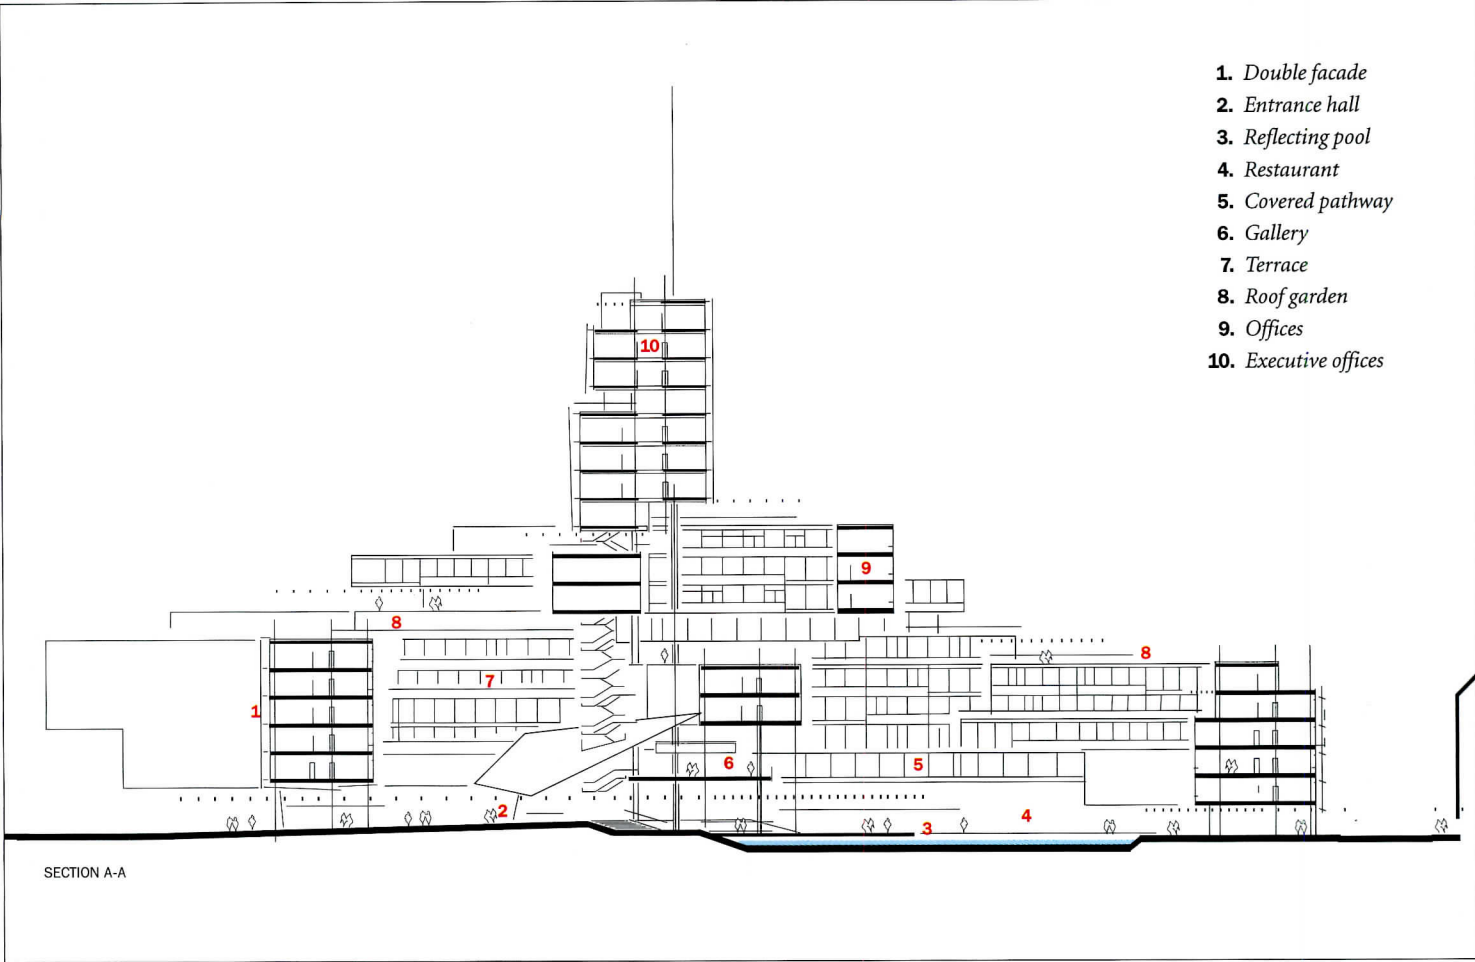 1. Double facade
2. Entrance hall
3. Reflecting pool
4. Restaurant
5. Covered pathway
6. Gallery
7. Terrace
8. Roof garden
9. Offices
10. Executive offices
10
9
8
8
7
1
6
5
2
4
3
SECTION A-A